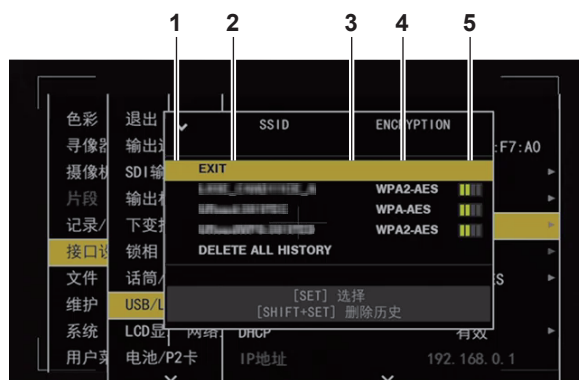 1 2 3 4 5
色彩 退出 SSID ENCRYPTION
寻像器 输出 :F7:A0
摄像机 SDI输 EXIT
片段 输出 WPA2-AES
记录/ 下变 WPA-AES
接口设 锁相 WPA2-AES
文件 话筒/ DELETE ALL HISTORY S
维护 USB/L [SET] 选择
[SHIFT+SET] 删除历史
系统 LCD显 网络 DHCP 有效
用户菜 电池/P2卡 IP地址 192.168.0.1